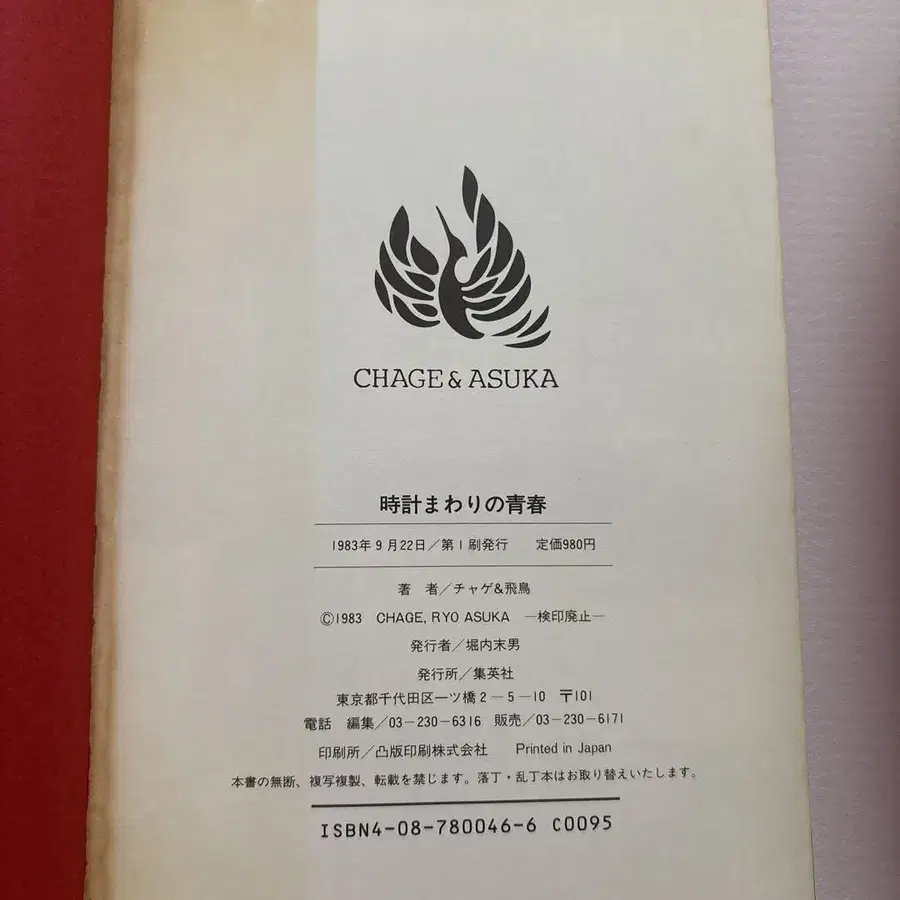 CHAGE & ASUKA
時計まわりの青春
1983年9月22日／第1刷発行 定価980円
著 者／チャゲ&飛鳥
©1983 CHAGE, RYO ASUKA —検印廃止—
発行者／堀内末男
発行所／集英社
東京都千代田区一ツ橋2－5－10 〒101
電話 編集／03－230－6316 販売／03－230－6171
印刷所／凸版印刷株式会社 Printed in Japan
本書の無断、複写複製、転載を禁じます。落丁・乱丁本はお取り替えいたします。
ISBN4-08-780046-6 C0095